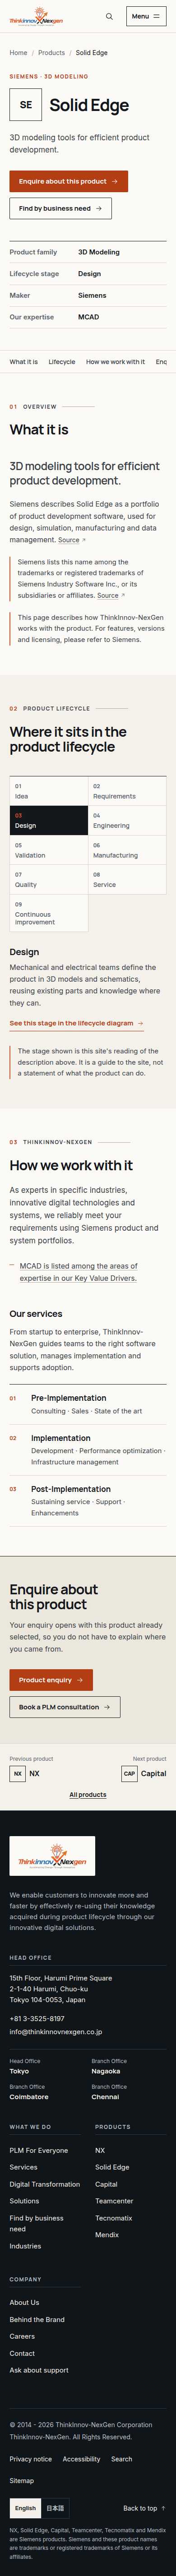 ThinkInnovNexgen
Menu
Home / Products / Solid Edge
SIEMENS · 3D MODELING
SE Solid Edge
3D modeling tools for efficient product
development.
Enquire about this product →
Find by business need →
Product family 3D Modeling
Lifecycle stage Design
Maker Siemens
Our expertise MCAD
What it is Lifecycle How we work with it Enq
01 OVERVIEW
What it is
3D modeling tools for efficient
product development.
Siemens describes Solid Edge as a portfolio
of product development software, used for
design, simulation, manufacturing and data
management. Source ↗
Siemens lists this name among the
trademarks or registered trademarks of
Siemens Industry Software Inc., or its
subsidiaries or affiliates. Source ↗
This page describes how ThinkInnov-NexGen
works with the product. For features, versions
and licensing, please refer to Siemens.
02 PRODUCT LIFECYCLE
Where it sits in the
product lifecycle
01
Idea
02
Requirements
03
Design
04
Engineering
05
Validation
06
Manufacturing
07
Quality
08
Service
09
Continuous
improvement
Design
Mechanical and electrical teams define the
product in 3D models and schematics,
reusing existing parts and knowledge where
they can.
See this stage in the lifecycle diagram →
The stage shown is this site's reading of the
description above. It is a guide to the site, not
a statement of what the product can do.
03 THINKINNOV-NEXGEN
How we work with it
As experts in specific industries,
innovative digital technologies and
systems, we reliably meet your
requirements using Siemens product and
system portfolios.
— MCAD is listed among the areas of
expertise in our Key Value Drivers.
Our services
From startup to enterprise, ThinkInnov-
NexGen guides teams to the right software
solution, manages implementation and
supports adoption.
01 Pre-Implementation
Consulting · Sales · State of the art
02 Implementation
Development · Performance optimization ·
Infrastructure management
03 Post-Implementation
Sustaining service · Support ·
Enhancements
Enquire about
this product
Your enquiry opens with this product already
selected, so you do not have to explain where
you came from.
Product enquiry →
Book a PLM consultation →
Previous product
NX NX
Next product
CAP Capital
All products
ThinkInnovNexgen
We enable customers to innovate more and
faster by effectively re-using their knowledge
acquired during product lifecycle through our
innovative digital solutions.
HEAD OFFICE
15th Floor, Harumi Prime Square
2-1-40 Harumi, Chuo-ku
Tokyo 104-0053, Japan
+81 3-3525-8197
info@thinkinnovnexgen.co.jp
Head Office
Tokyo
Branch Office
Nagaoka
Branch Office
Coimbatore
Branch Office
Chennai
WHAT WE DO
PLM For Everyone
Services
Digital Transformation
Solutions
Find by business
need
Industries
PRODUCTS
NX
Solid Edge
Capital
Teamcenter
Tecnomatix
Mendix
COMPANY
About Us
Behind the Brand
Careers
Contact
Ask about support
© 2014 - 2026 ThinkInnov-NexGen Corporation
ThinkInnov-NexGen. All Rights Reserved.
Privacy notice Accessibility Search
Sitemap
English 日本語
Back to top ↑
NX, Solid Edge, Capital, Teamcenter, Tecnomatix and Mendix
are Siemens products. Siemens and these product names
are trademarks or registered trademarks of Siemens or its
affiliates.